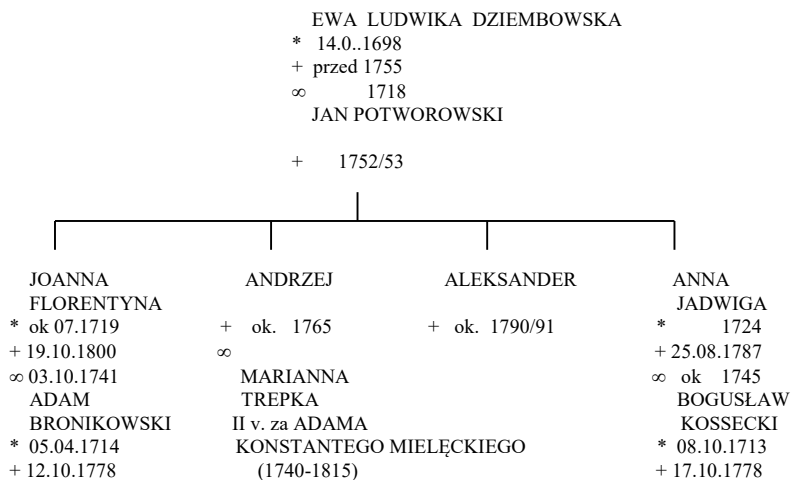 EWA LUDWIKA DZIEMBOWSKA
* 14.0..1698
+ przed 1755
∞ 1718
JAN POTWOROWSKI
+ 1752/53
JOANNA
FLORENTYNA
* ok 07.1719
+ 19.10.1800
∞ 03.10.1741
ADAM
BRONIKOWSKI
* 05.04.1714
+ 12.10.1778
ANDRZEJ
+ ok. 1765
∞
MARIANNA
TREPKA
II v. za ADAMA
KONSTANTEGO MIELĘCKIEGO
(1740-1815)
ALEKSANDER
+ ok. 1790/91
ANNA
JADWIGA
* 1724
+ 25.08.1787
∞ ok 1745
BOGUSŁAW
KOSSECKI
* 08.10.1713
+ 17.10.1778